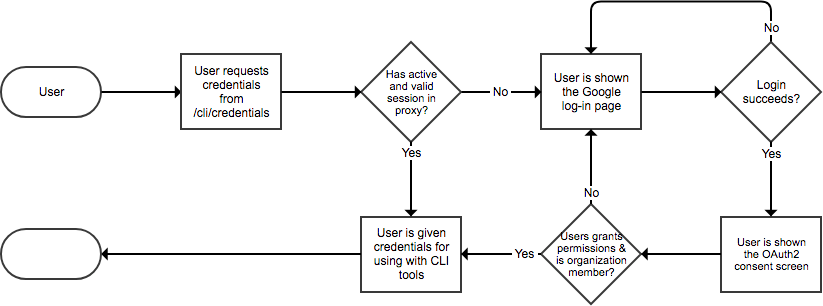 User
User requests
credentials
from
/cli/credentials
Has active
and valid
session in
proxy?
No
User is shown
the Google
log-in page
No
Login
succeeds?
Yes
Yes
No
User is given
credentials for
using with CLI
tools
Yes
Users grants
permissions &
is organization
member?
User is shown
the OAuth2
consent screen